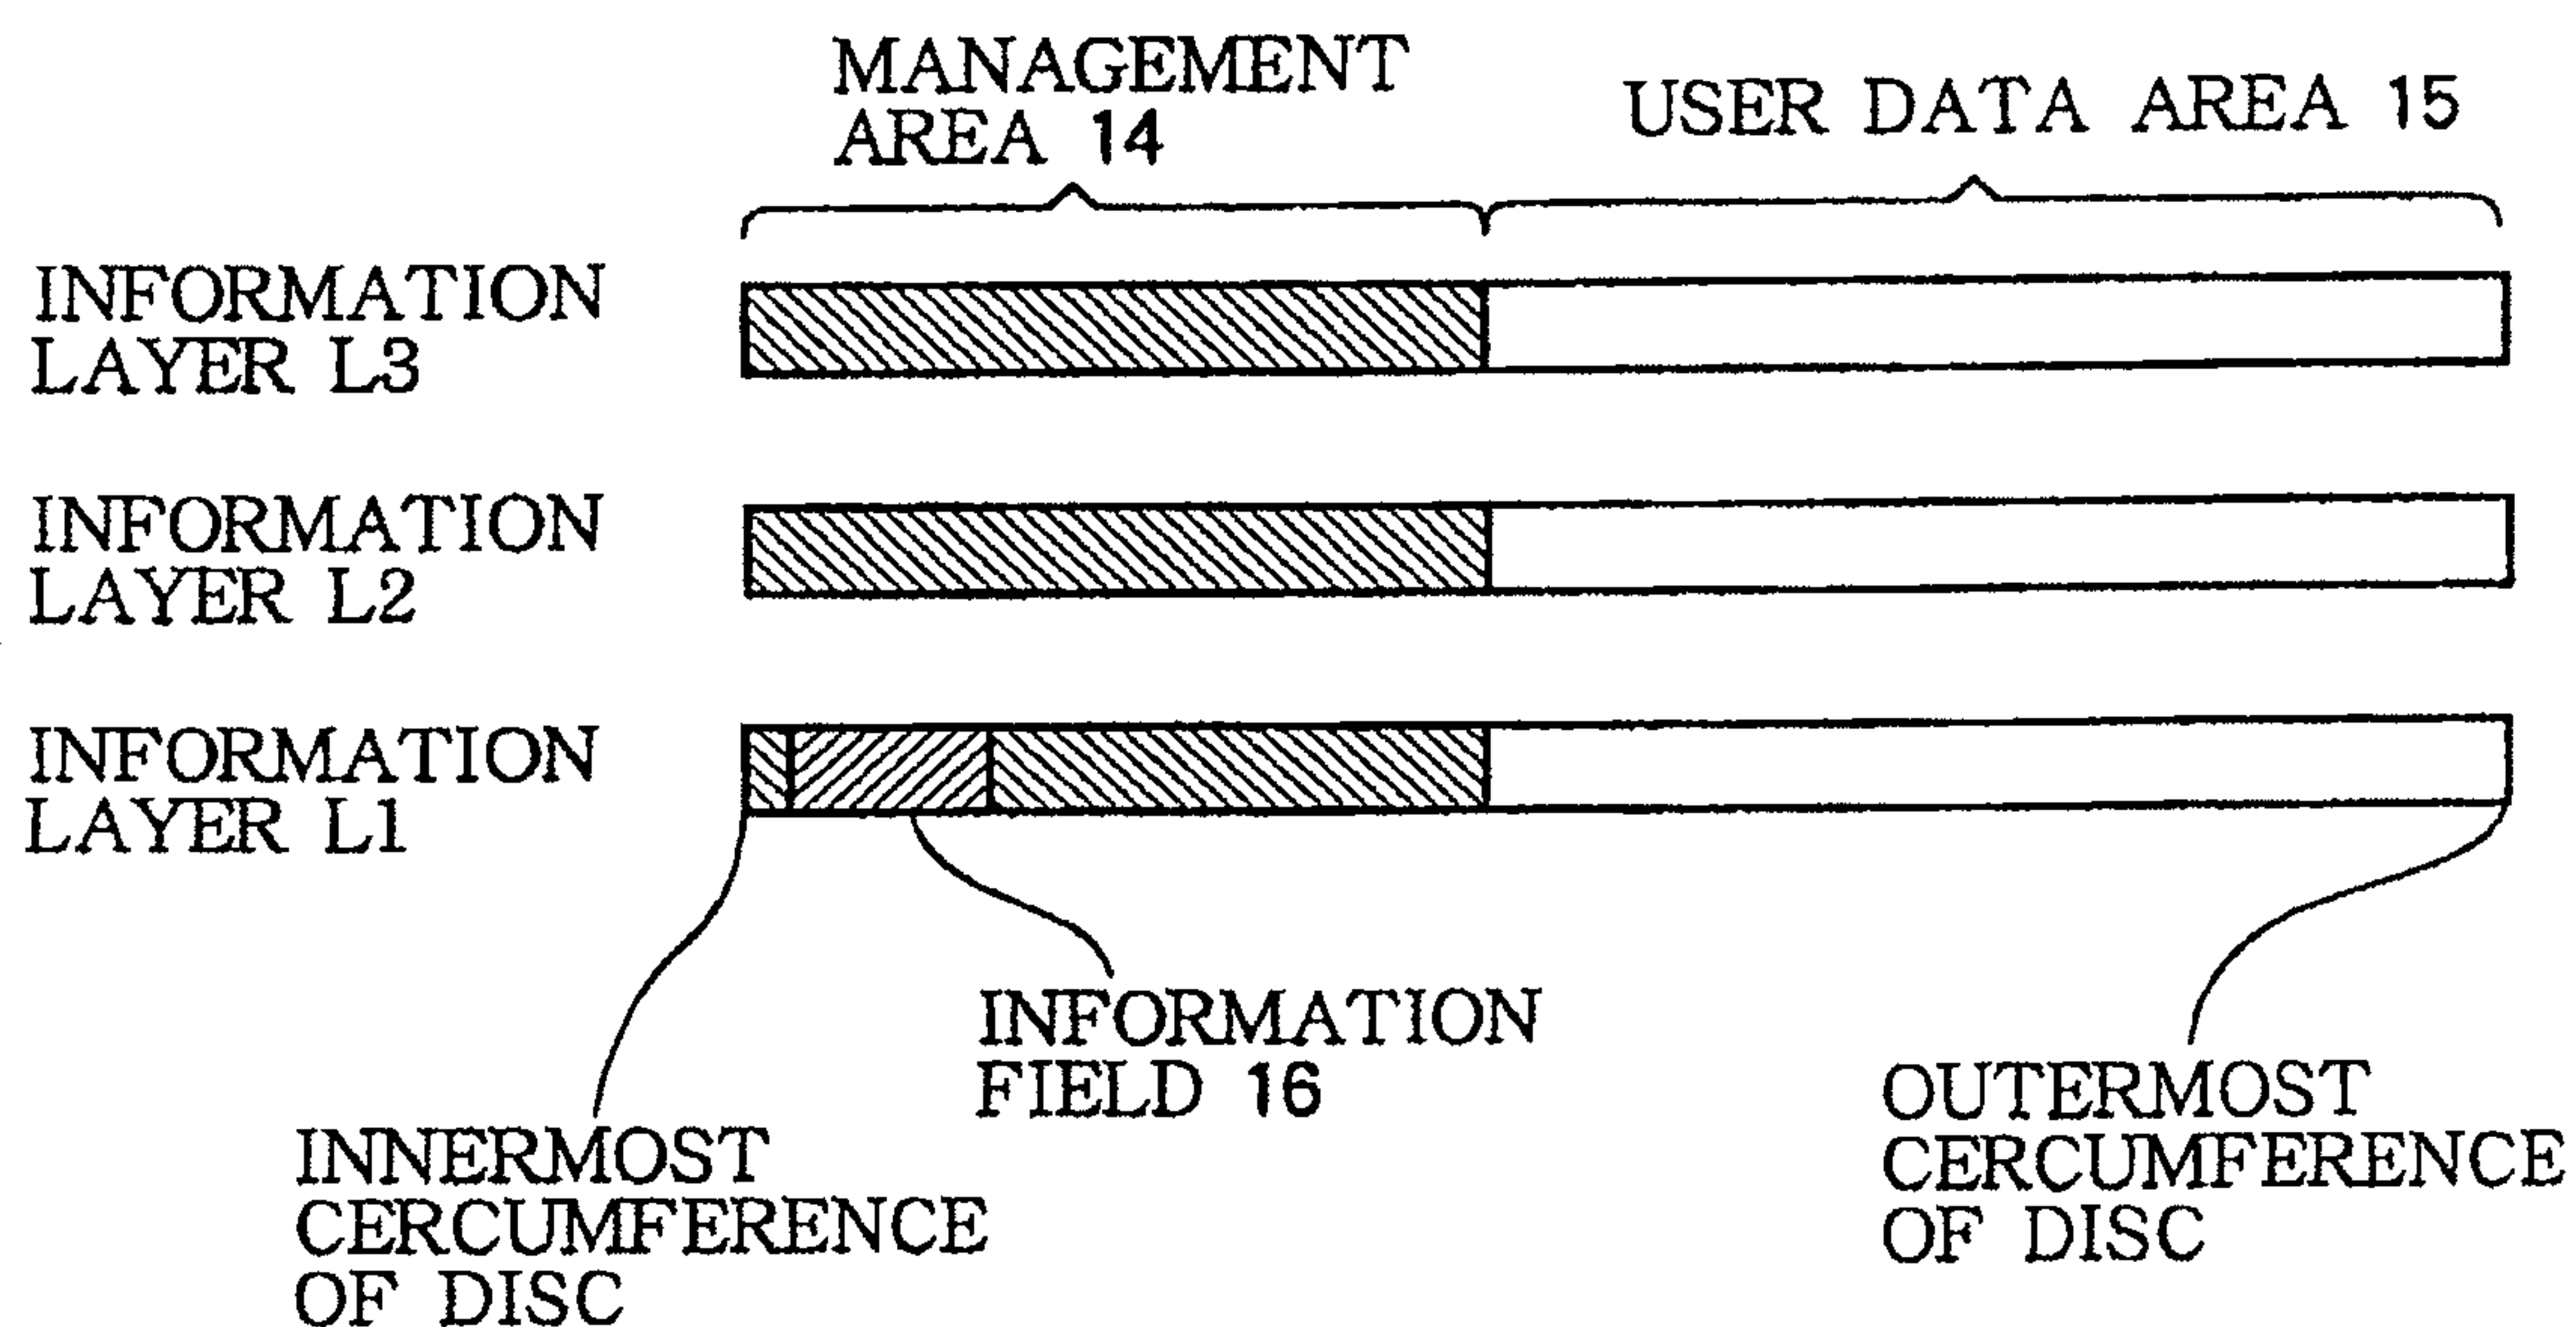 MANAGEMENT
AREA 14
USER DATA AREA 15
INFORMATION
LAYER L3
INFORMATION
LAYER L2
INFORMATION
LAYER L1
INFORMATION
FIELD 16
INNERMOST
CERCUMFERENCE
OF DISC
OUTERMOST
CERCUMFERENCE
OF DISC